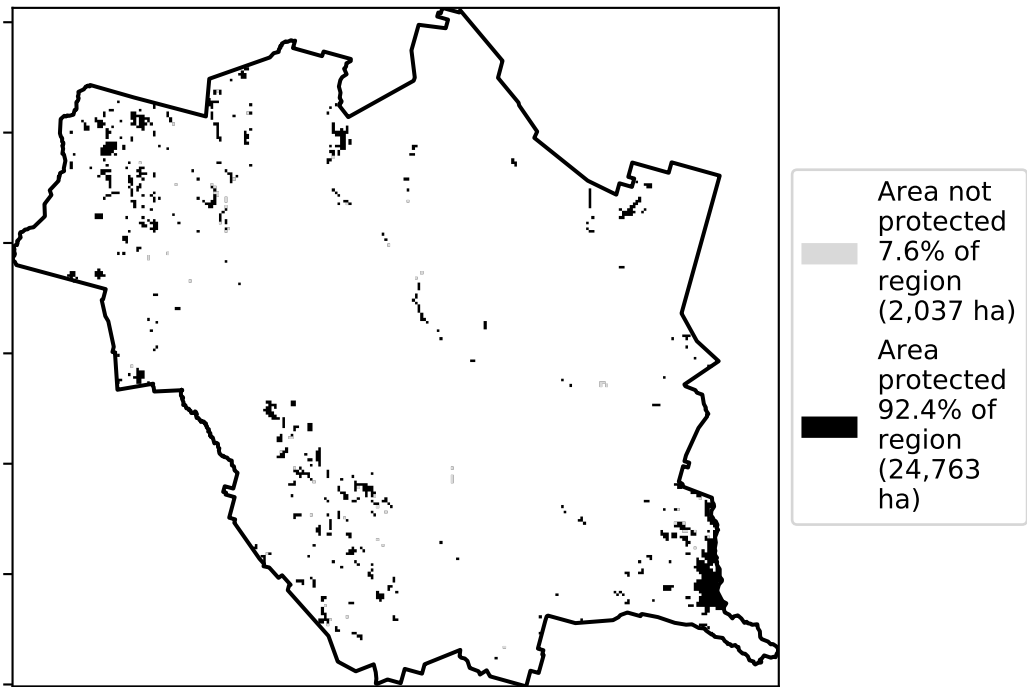 Area not
protected
7.6% of
region
(2,037 ha)
Area
protected
92.4% of
region
(24,763
ha)